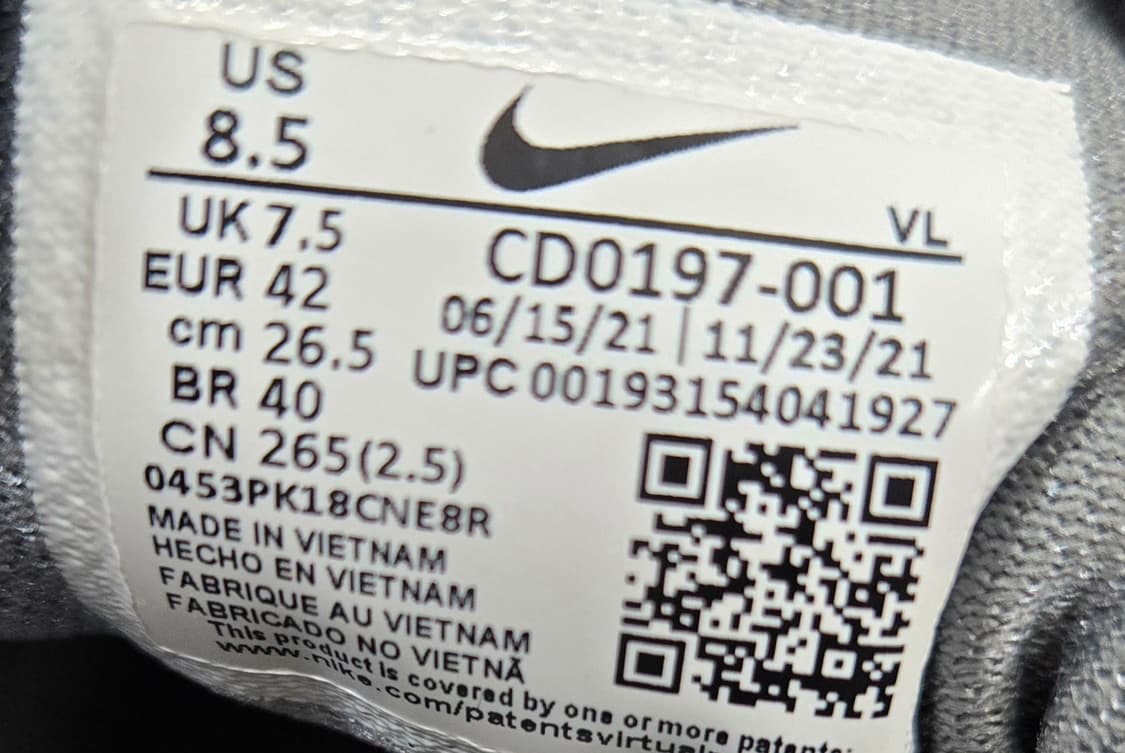 US
8.5
VL
UK 7.5
EUR 42
cm 26.5
BR 40
CN 265(2.5)
CD0197-001
06/15/21 | 11/23/21
UPC 00193154041927
0453PK18CNE8R
MADE IN VIETNAM
HECHO EN VIETNAM
FABRIQUE AU VIETNAM
FABRICADO NO VIETNÃ
This product is covered by one or more patents:
www.nike.com/patentsvirtual